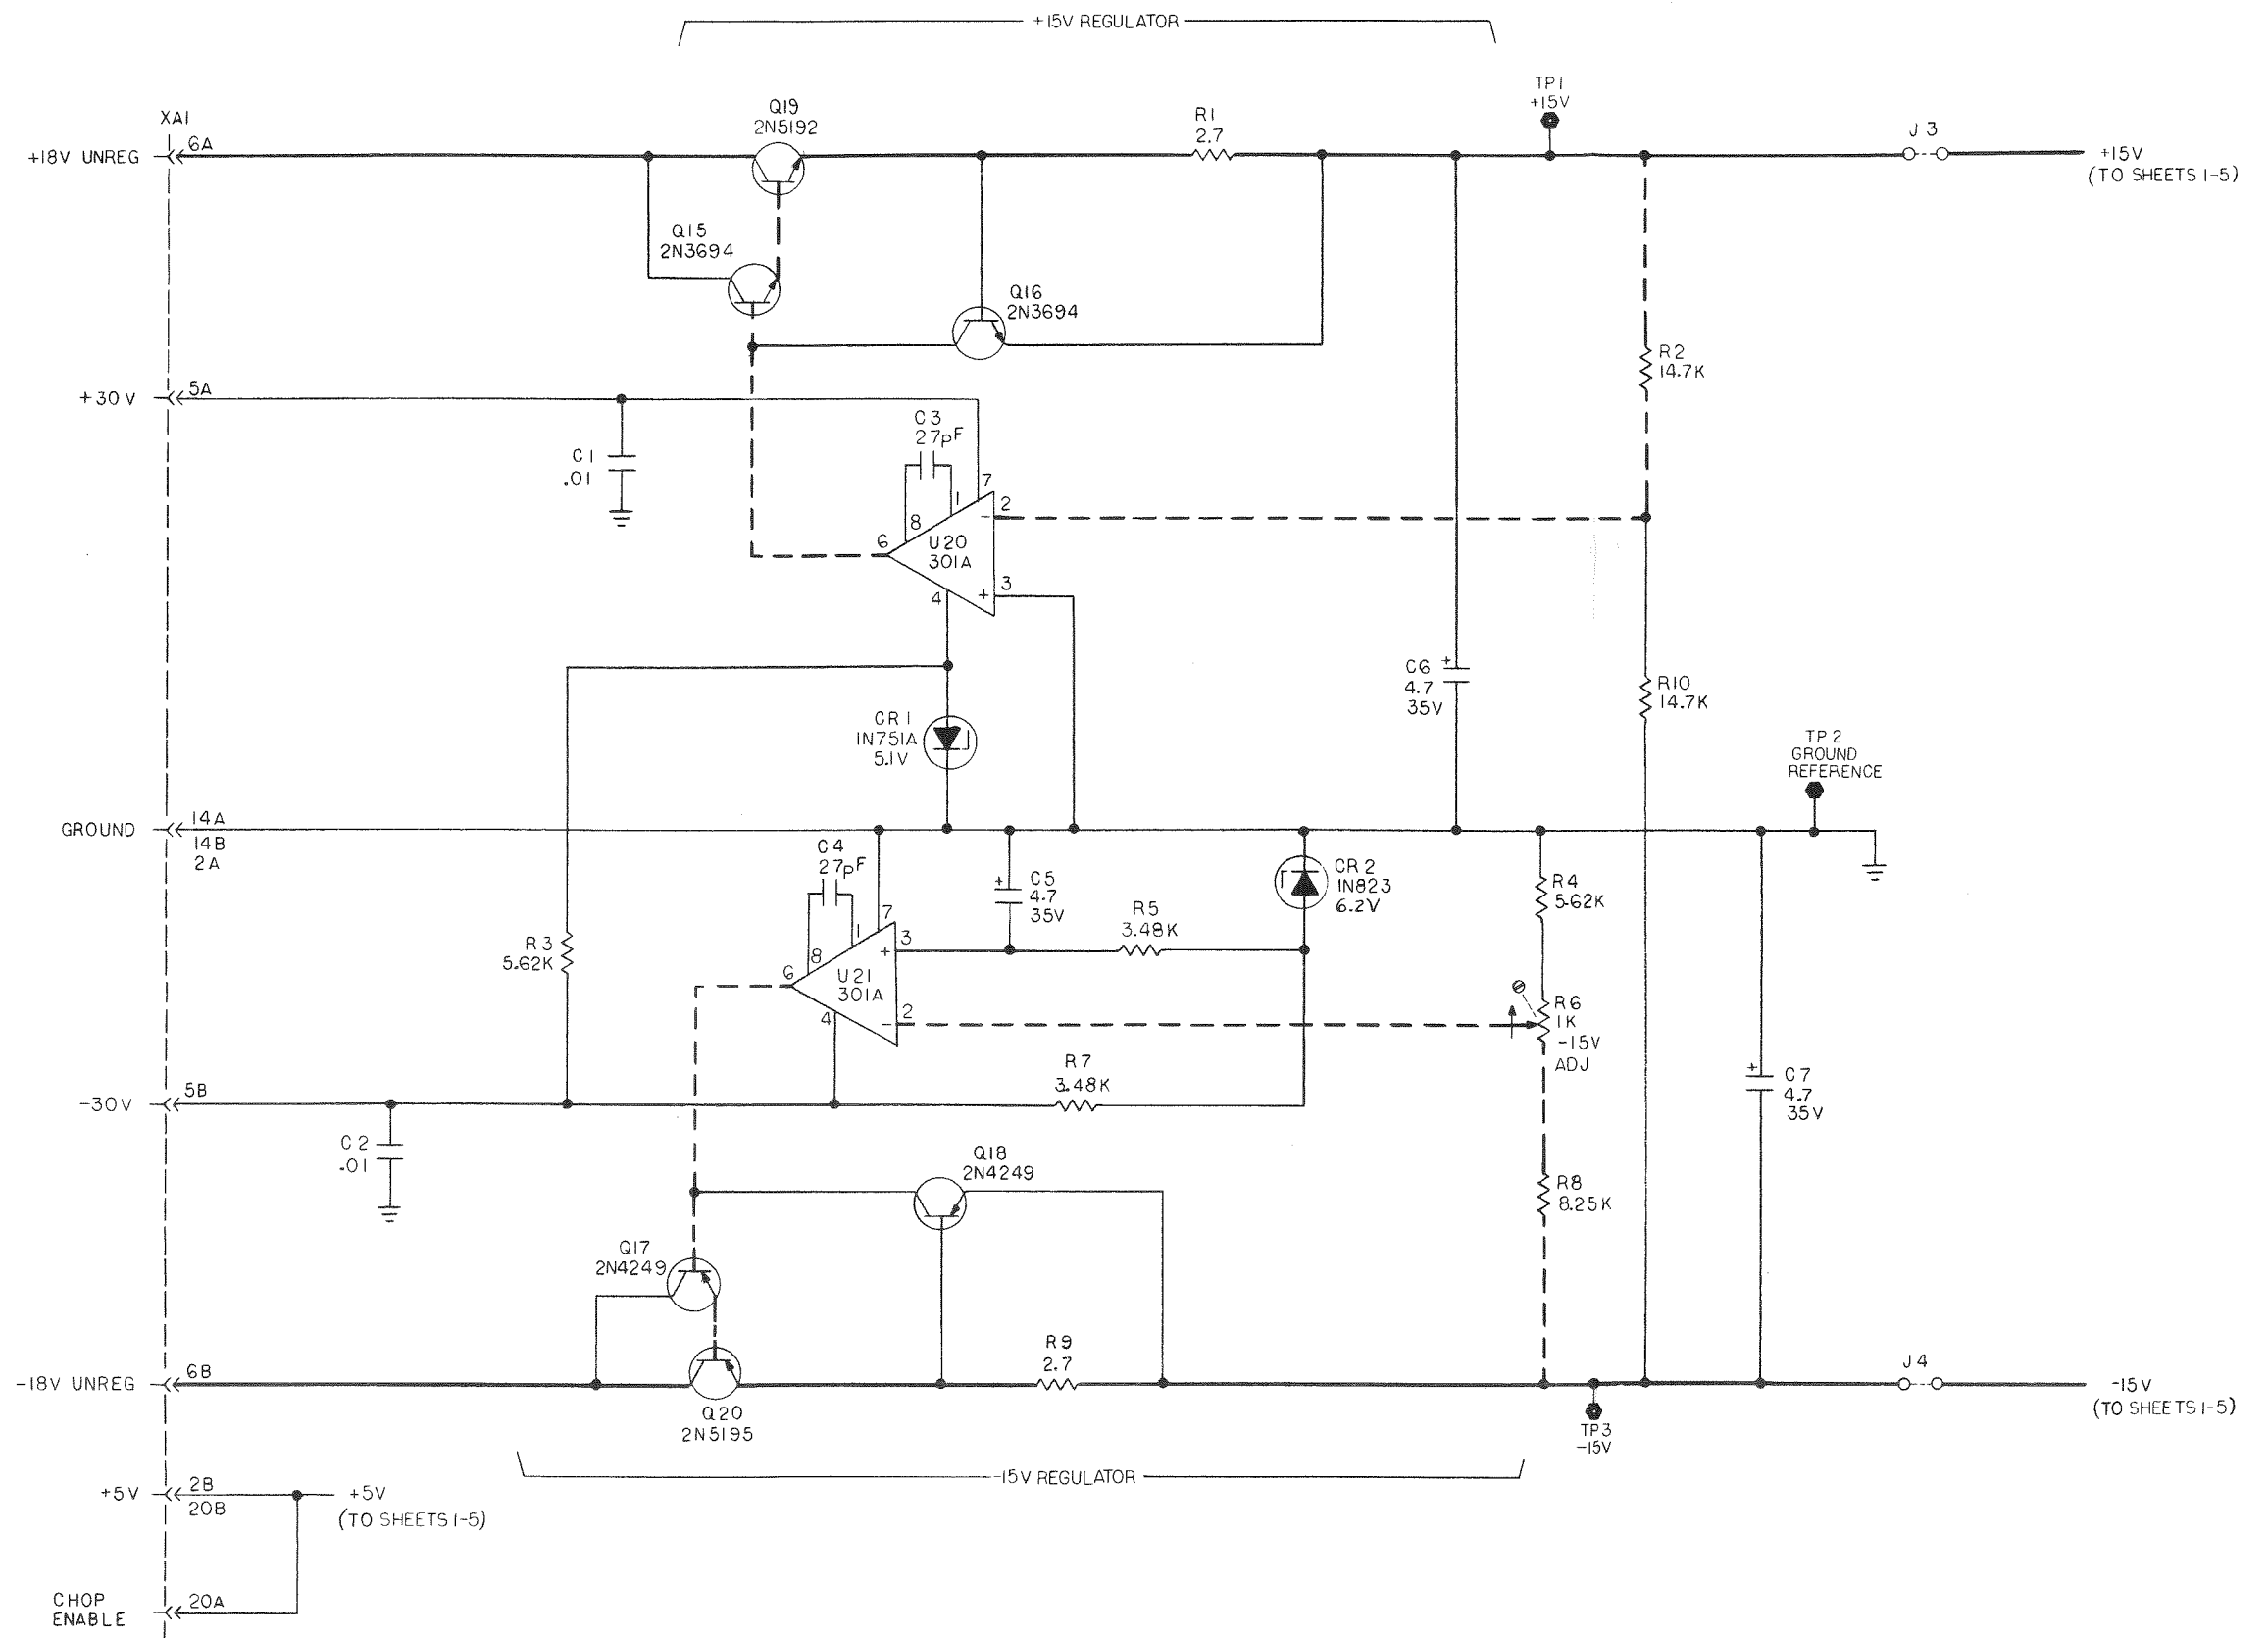 +15V REGULATOR
TP1
+15V
XA1
6A
+18V UNREG
Q19
2N5192
R1
2.7
J3
+15V
(TO SHEETS 1-5)
Q15
2N3694
Q16
2N3694
R2
14.7K
+30V
5A
C1
.01
C3
27pF
7
1
8
6
2
-
U20
301A
3
+
4
C6
+
4.7
35V
R10
14.7K
CR1
1N751A
5.1V
TP2
GROUND
REFERENCE
GROUND
14A
14B
2A
C4
27pF
7
1
8
6
3
+
U21
301A
2
-
4
+
C5
4.7
35V
R5
3.48K
CR2
1N823
6.2V
R4
5.62K
R3
5.62K
R6
1K
-15V
ADJ
R7
3.48K
+
C7
4.7
35V
-30V
5B
C2
.01
Q18
2N4249
R8
8.25K
Q17
2N4249
R9
2.7
-18V UNREG
6B
Q20
2N5195
J4
-15V
(TO SHEETS 1-5)
TP3
-15V
-15V REGULATOR
+5V
2B
20B
+5V
(TO SHEETS 1-5)
CHOP
ENABLE
20A